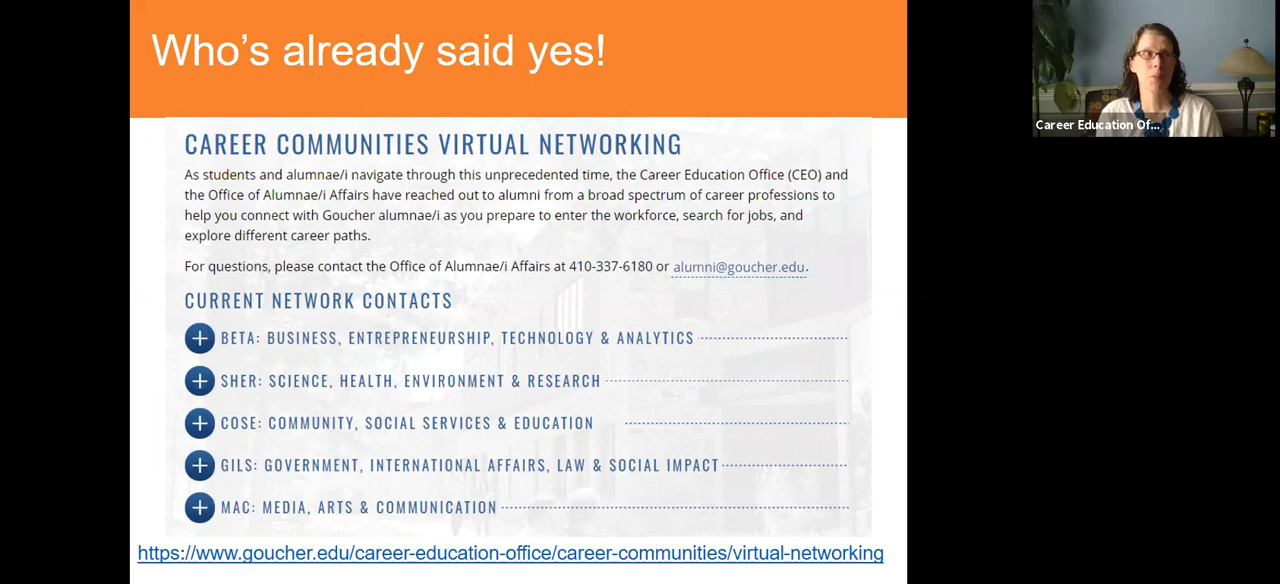 Who's already said yes!
CAREER COMMUNITIES VIRTUAL NETWORKING
As students and alumnae/i navigate through this unprecedented time, the Career Education Office (CEO) and
the Office of Alumnae/i Affairs have reached out to alumni from a broad spectrum of career professions to
help you connect with Goucher alumnae/i as you prepare to enter the workforce, search for jobs, and
explore different career paths.
For questions, please contact the Office of Alumnae/i Affairs at 410-337-6180 or alumni@goucher.edu.
CURRENT NETWORK CONTACTS
BETA: BUSINESS, ENTREPRENEURSHIP, TECHNOLOGY & ANALYTICS
SHER: SCIENCE, HEALTH, ENVIRONMENT & RESEARCH
COSE: COMMUNITY, SOCIAL SERVICES & EDUCATION
GILS: GOVERNMENT, INTERNATIONAL AFFAIRS, LAW & SOCIAL IMPACT
MAC: MEDIA, ARTS & COMMUNICATION
https://www.goucher.edu/career-education-office/career-communities/virtual-networking
Career Education Of...